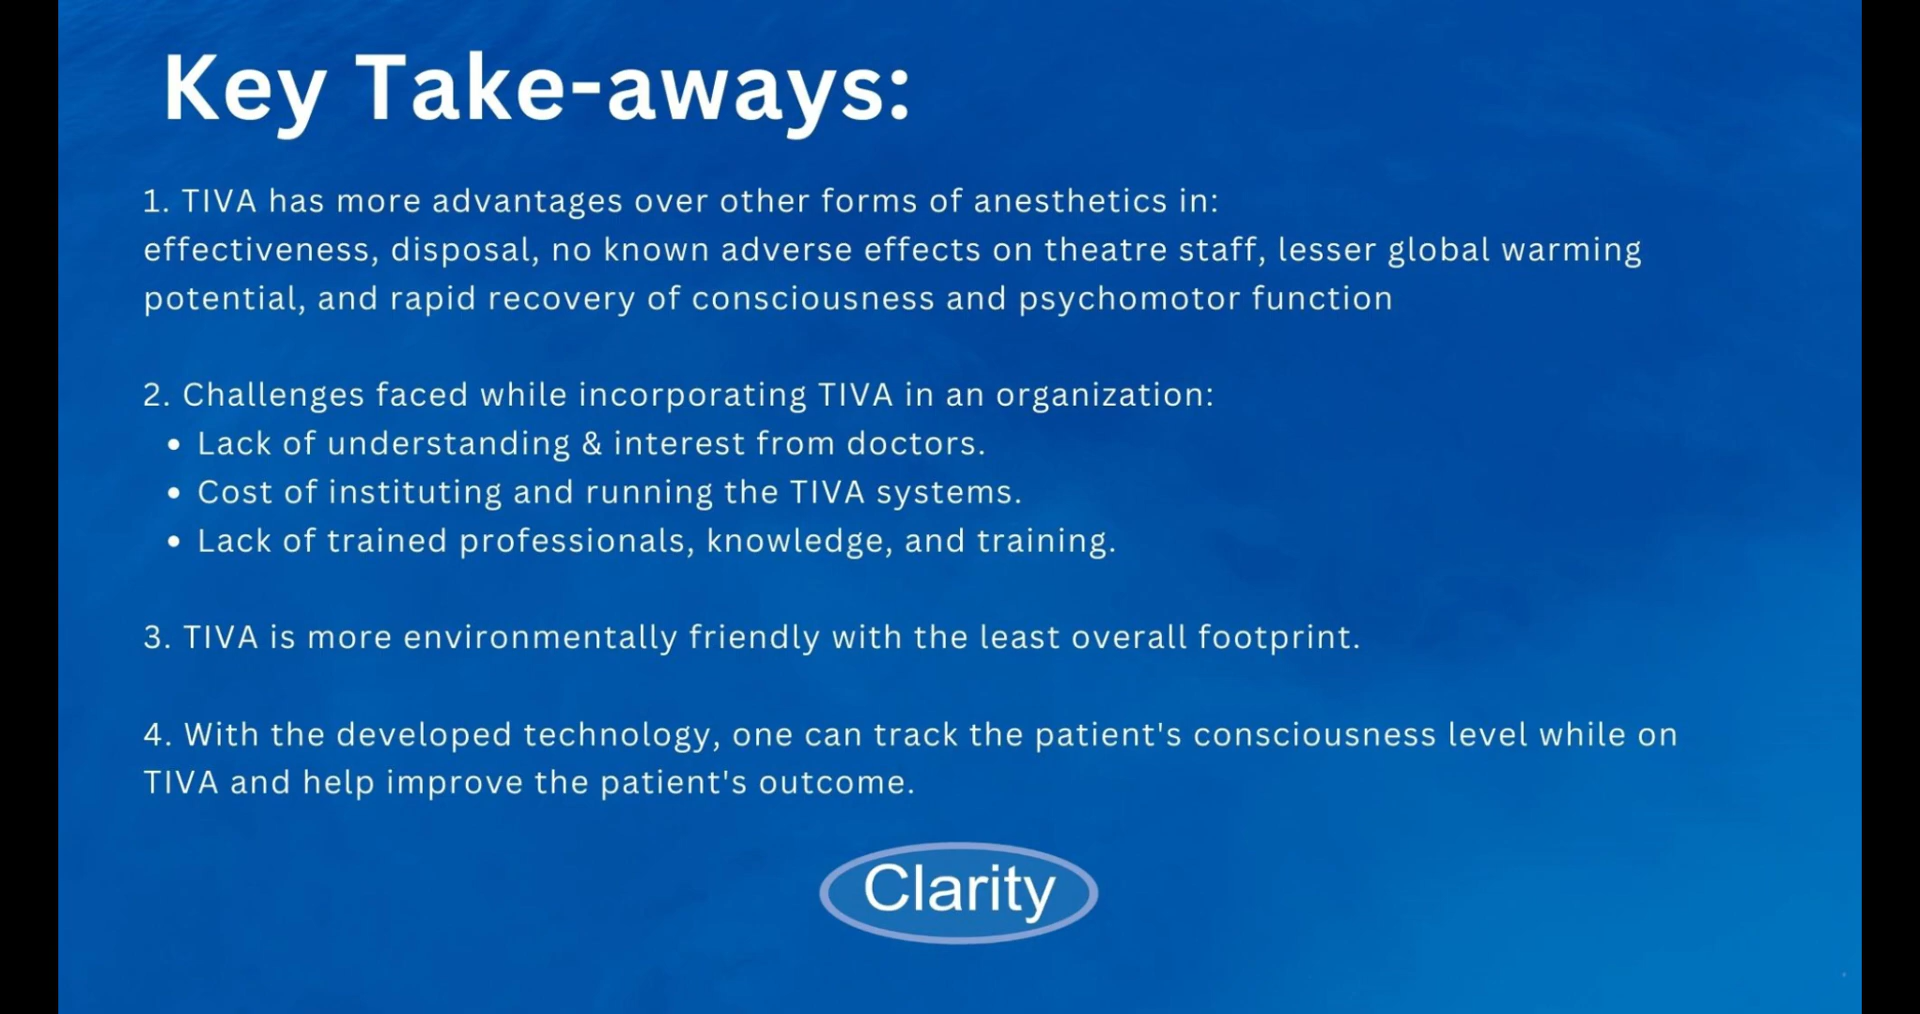 Key Take-aways:
1. TIVA has more advantages over other forms of anesthetics in:
effectiveness, disposal, no known adverse effects on theatre staff, lesser global warming
potential, and rapid recovery of consciousness and psychomotor function
2. Challenges faced while incorporating TIVA in an organization:
• Lack of understanding & interest from doctors.
• Cost of instituting and running the TIVA systems.
• Lack of trained professionals, knowledge, and training.
3. TIVA is more environmentally friendly with the least overall footprint.
4. With the developed technology, one can track the patient's consciousness level while on
TIVA and help improve the patient's outcome.
Clarity